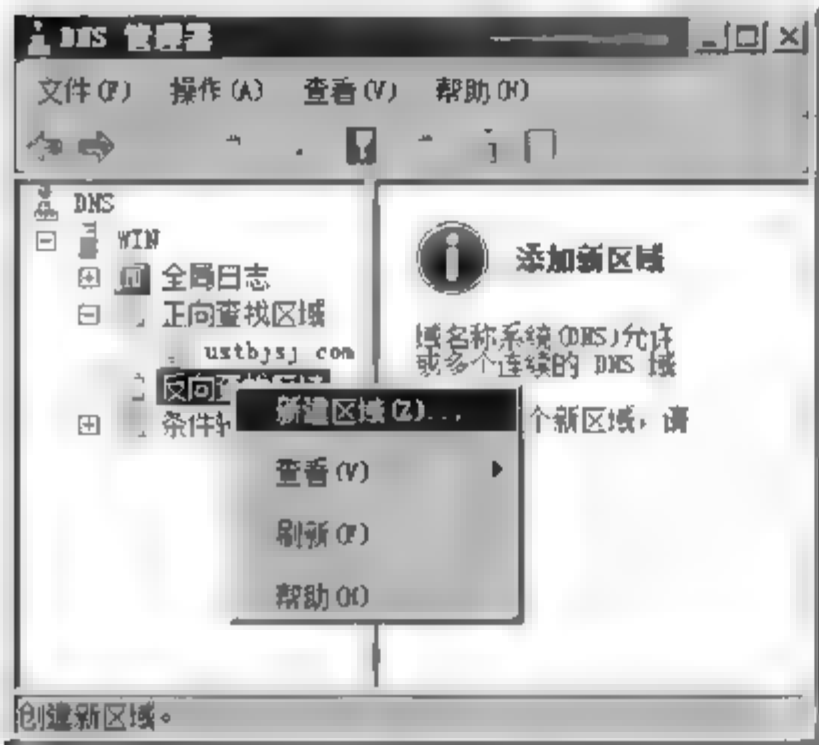 DNS 管理器
文件(F) 操作(A) 查看(V) 帮助(H)
DNS
WIN
全局日志
正向查找区域
ustbjsj com
反向
条件
新建区域(Z)...
查看(V)
刷新(F)
帮助(H)
添加新区域
域名称系统(DNS)允许
或多个连续的 DNS 域
个新区域，请
创建新区域。